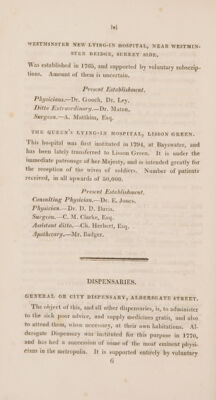 lxi
WESTMINSTER NEW LYING-IN HOSPITAL, NEAR WESTMIN-
STER BRIDGE, SURREY SIDE,
Was established in 1765, and supported by voluntary subscrip-
tions. Amount of them is uncertain.
Present Establishment.
Physicians.—Dr. Gooch, Dr. Ley.
Ditto Extraordinary.—Dr. Maton.
Surgeon.—A. Matthias, Esq.
THE QUEEN'S LYING-IN HOSPITAL, LISSON GREEN.
This hospital was first instituted in 1794, at Bayswater, and
has been lately transferred to Lisson Green. It is under the
immediate patronage of her Majesty, and is intended greatly for
the reception of the wives of soldiers. Number of patients
received, in all upwards of 50,000.
Present Establishment.
Consulting Physician.—Dr. E. Jones.
Physician.—Dr. D. D. Davis.
Surgeon.—C. M. Clarke, Esq.
Assistant ditto.—Ch. Herbert, Esq.
Apothecary.—Mr. Badger.
DISPENSARIES.
GENERAL OR CITY DISPENSARY, ALDERSGATE STREET.
The object of this, and all other dispensaries, is, to administer
to the sick poor advice, and supply medicines gratis, and also
to attend them, when necessary, at their own habitations. Al-
dersgate Dispensary was instituted for this purpose in 1770,
and has had a succession of some of the most eminent physi-
cians in the metropolis. It is supported entirely by voluntary
G